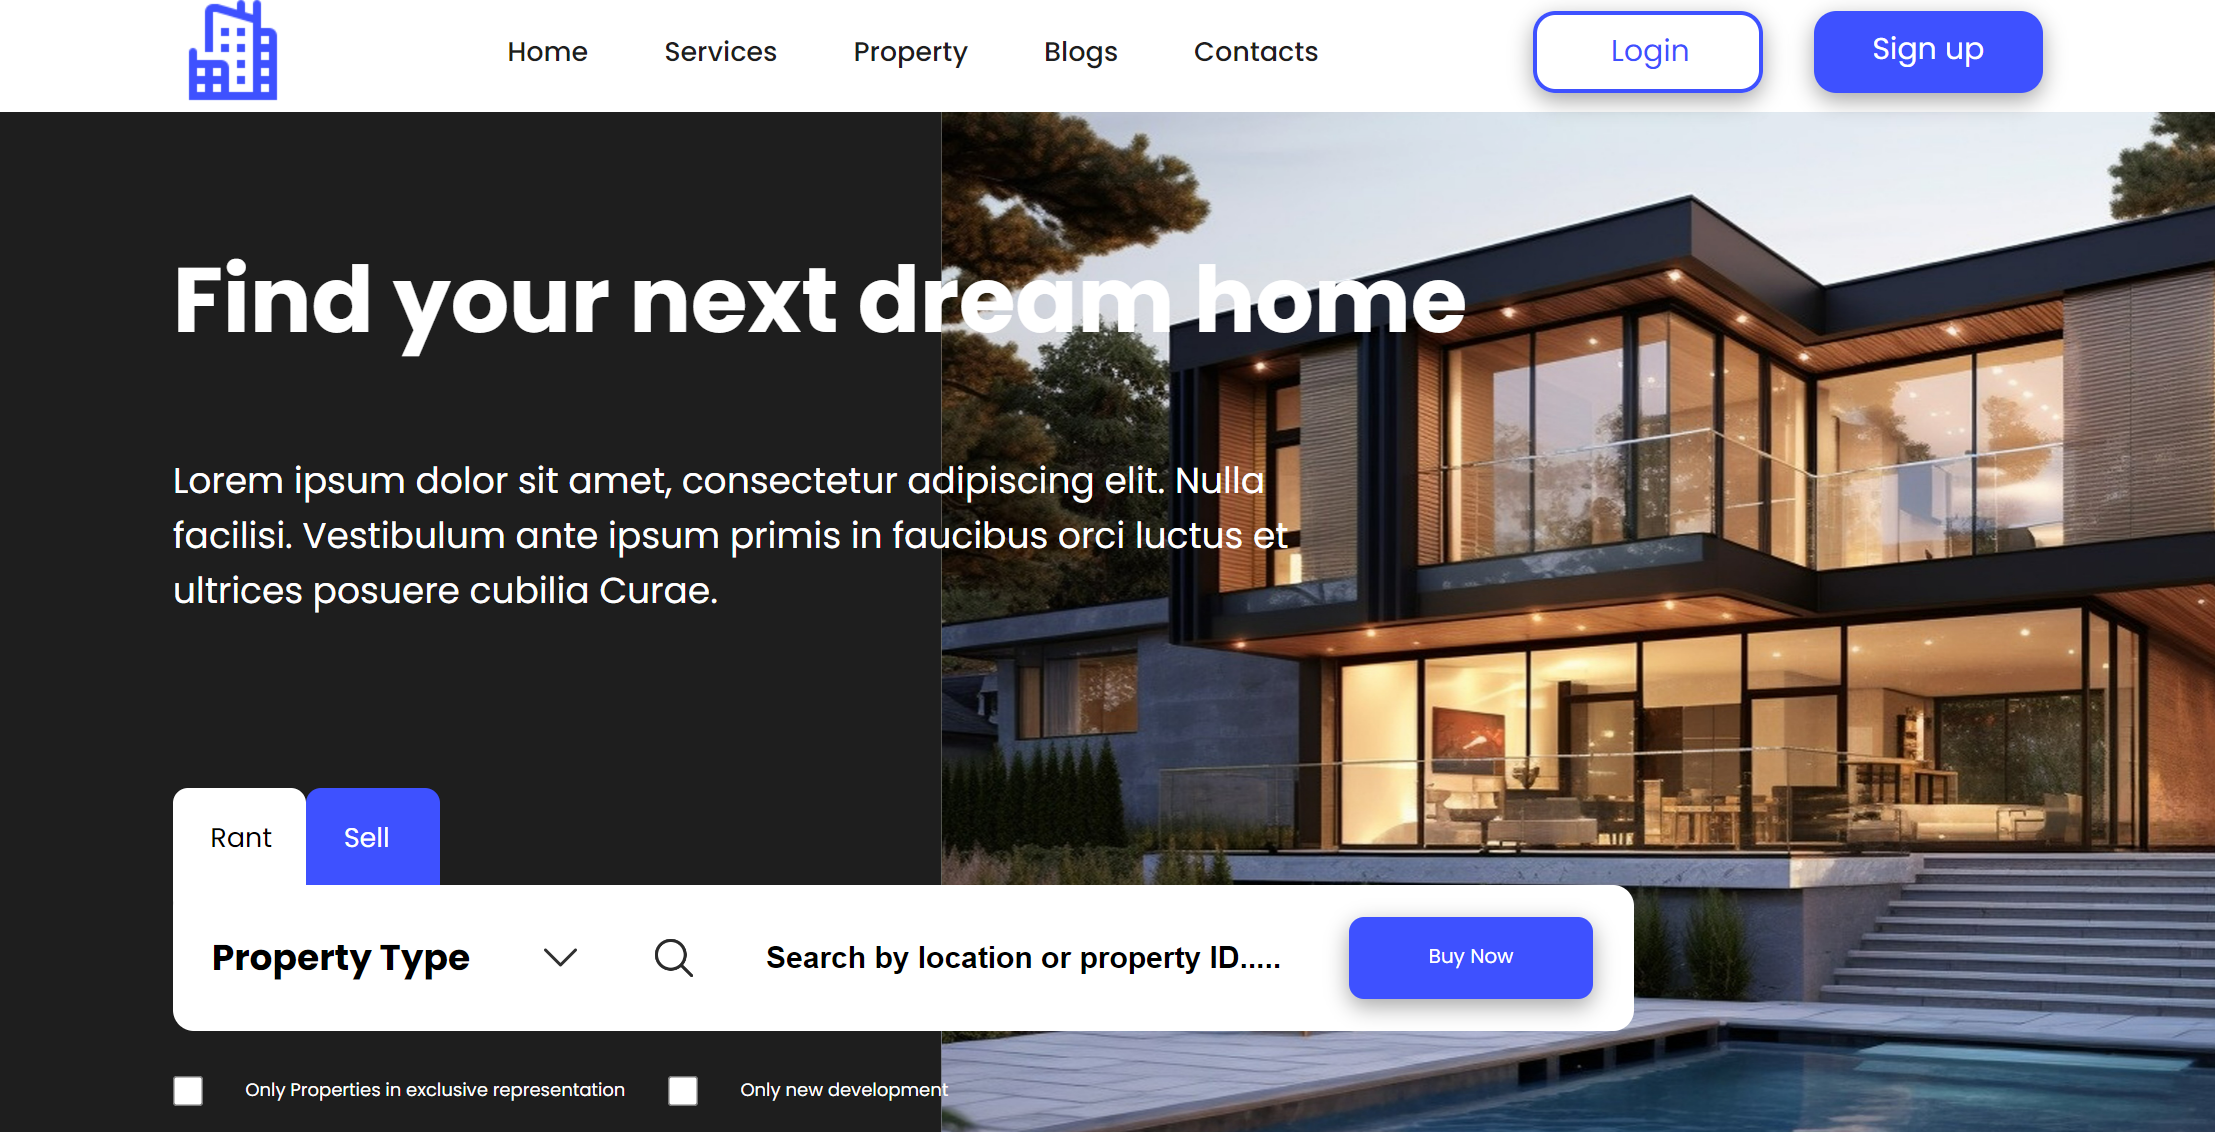 Home Services Property Blogs Contacts Login Sign up
Find your next dream home
Lorem ipsum dolor sit amet, consectetur adipiscing elit. Nulla
facilisi. Vestibulum ante ipsum primis in faucibus orci luctus et
ultrices posuere cubilia Curae.
Rant Sell
Property Type Search by location or property ID..... Buy Now
Only Properties in exclusive representation Only new development